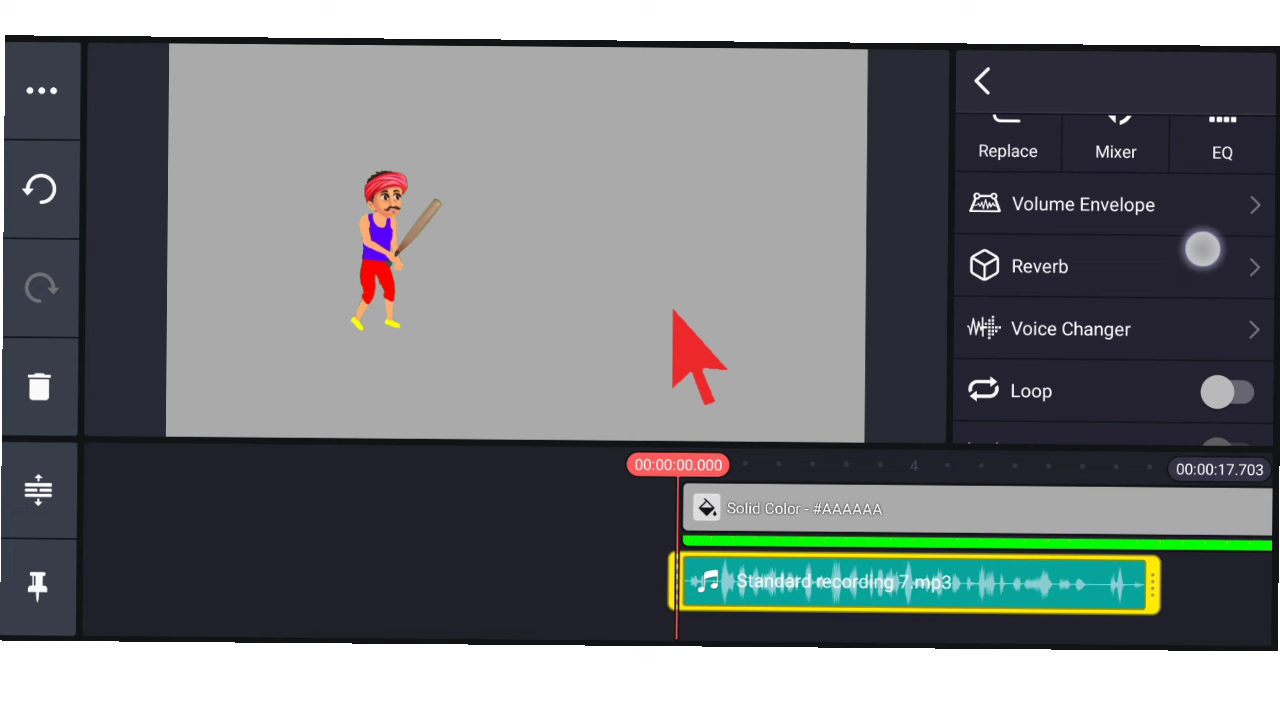 Replace
Mixer
EQ
Volume Envelope
Reverb
Voice Changer
Loop
00:00:00.000
4
00:00:17.703
Solid Color - #AAAAAA
Standard recording 7.mp3